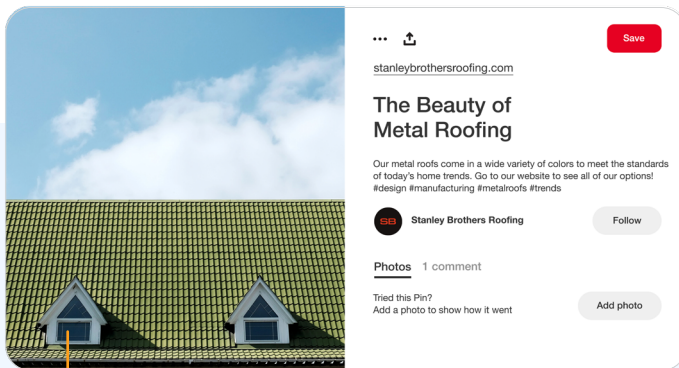 Save
stanleybrothersroofing.com
The Beauty of
Metal Roofing
Our metal roofs come in a wide variety of colors to meet the standards
of today's home trends. Go to our website to see all of our options!
#design #manufacturing #metalroofs #trends
SB
Stanley Brothers Roofing
Follow
Photos 1 comment
Tried this Pin?
Add a photo to show how it went
Add photo